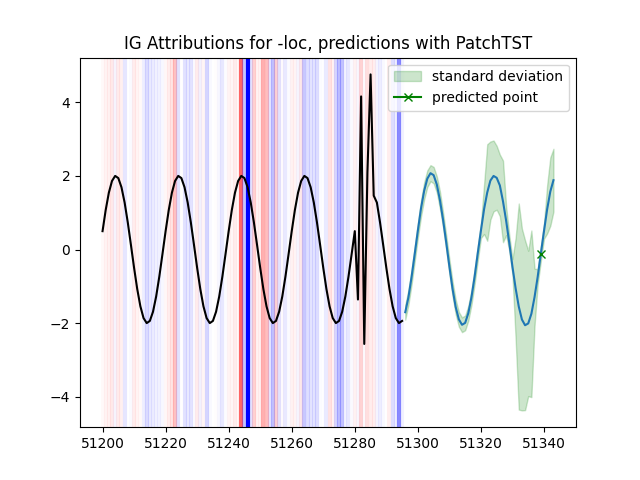 IG Attributions for -loc, predictions with PatchTST
standard deviation
predicted point
4
2
0
−2
−4
51200 51220 51240 51260 51280 51300 51320 51340